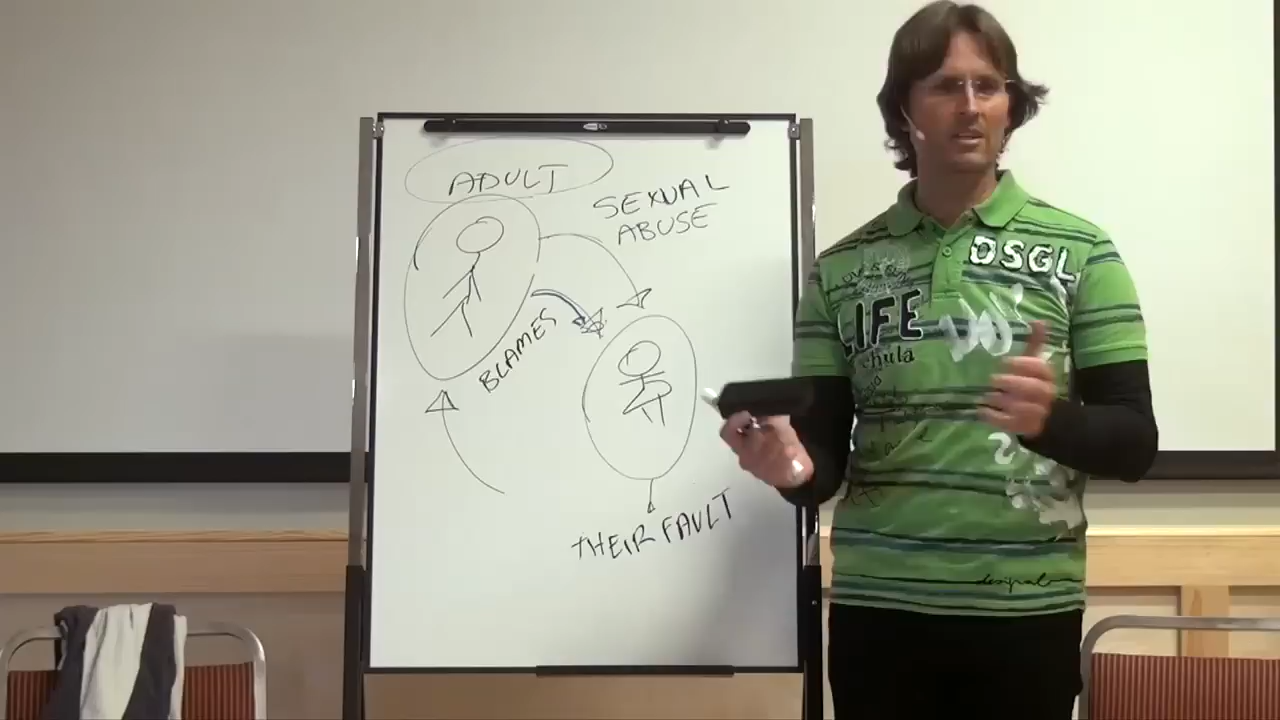 ADULT
SEXUAL
ABUSE
BLAMES
THEIR FAULT
DSGL
LIFE
chula
desigual